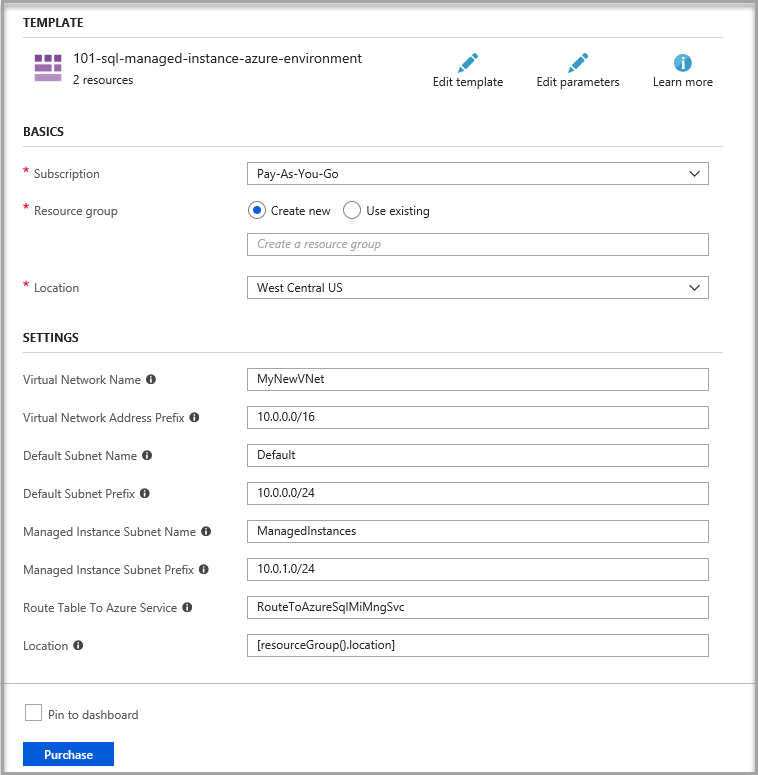 TEMPLATE
101-sql-managed-instance-azure-environment
2 resources
Edit template
Edit parameters
Learn more
BASICS
* Subscription
Pay-As-You-Go
* Resource group
Create new
Use existing
Create a resource group
* Location
West Central US
SETTINGS
Virtual Network Name
MyNewVNet
Virtual Network Address Prefix
10.0.0.0/16
Default Subnet Name
Default
Default Subnet Prefix
10.0.0.0/24
Managed Instance Subnet Name
ManagedInstances
Managed Instance Subnet Prefix
10.0.1.0/24
Route Table To Azure Service
RouteToAzureSqlMiMngSvc
Location
[resourceGroup().location]
Pin to dashboard
Purchase